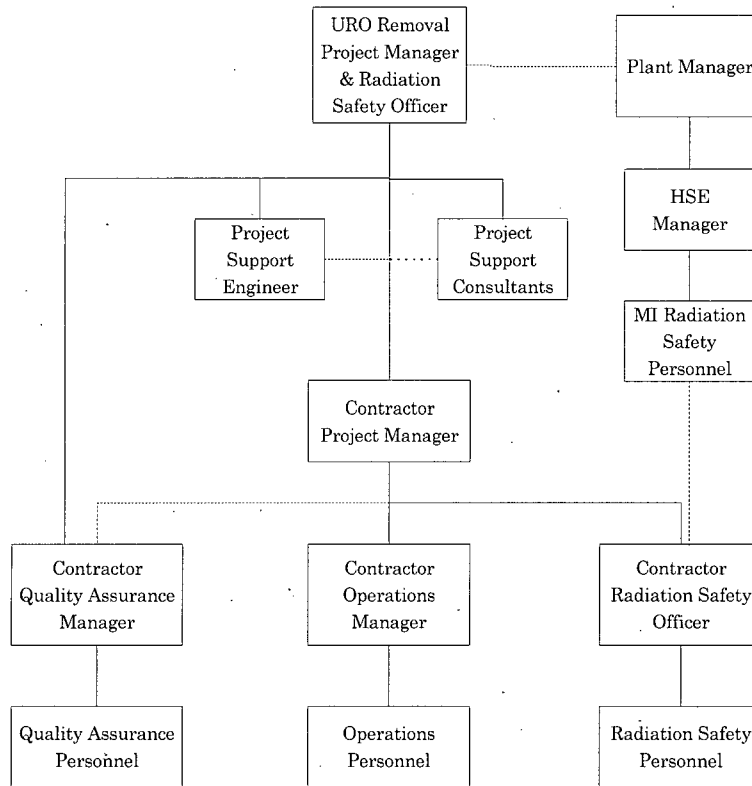 URO Removal
Project Manager
& Radiation
Safety Officer
Plant Manager
HSE
Manager
Project
Support
Engineer
Project
Support
Consultants
MI Radiation
Safety
Personnel
Contractor
Project Manager
Contractor
Quality Assurance
Manager
Contractor
Operations
Manager
Contractor
Radiation Safety
Officer
Quality Assurance
Personnel
Operations
Personnel
Radiation Safety
Personnel